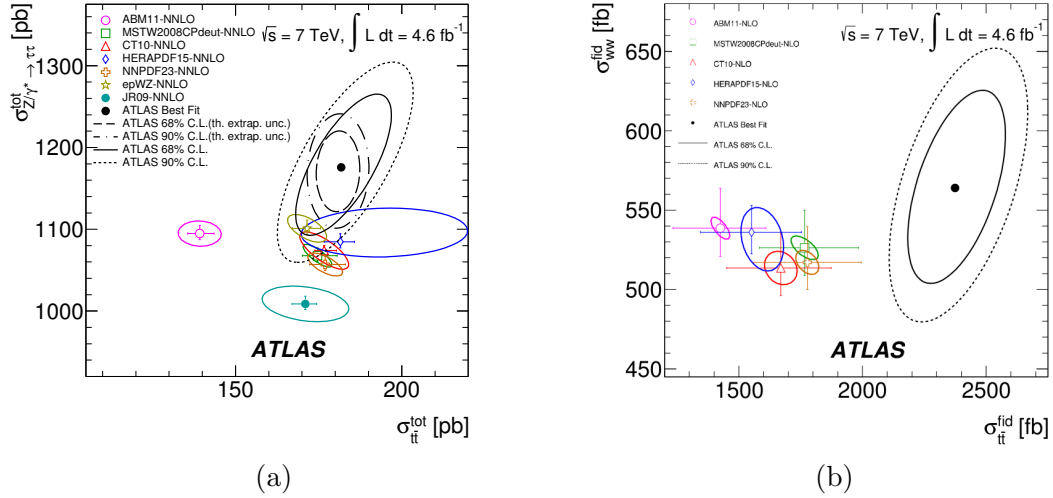 σ^tot_Z/γ*→ττ [pb]
ABM11-NNLO
MSTW2008CPdeut-NNLO
CT10-NNLO
HERAPDF15-NNLO
NNPDF23-NNLO
epWZ-NNLO
JR09-NNLO
ATLAS Best Fit
ATLAS 68% C.L.(th. extrap. unc.)
ATLAS 90% C.L.(th. extrap. unc.)
ATLAS 68% C.L.
ATLAS 90% C.L.
√s = 7 TeV, ∫ L dt = 4.6 fb⁻¹
1300
1200
1100
1000
ATLAS
150
200
σ^tot_tt̄ [pb]
(a)
σ^fid_ww [fb]
ABM11-NLO
MSTW2008CPdeut-NLO
CT10-NLO
HERAPDF15-NLO
NNPDF23-NLO
ATLAS Best Fit
ATLAS 68% C.L.
ATLAS 90% C.L.
√s = 7 TeV, ∫ L dt = 4.6 fb⁻¹
650
600
550
500
450
ATLAS
1500
2000
2500
σ^fid_tt̄ [fb]
(b)